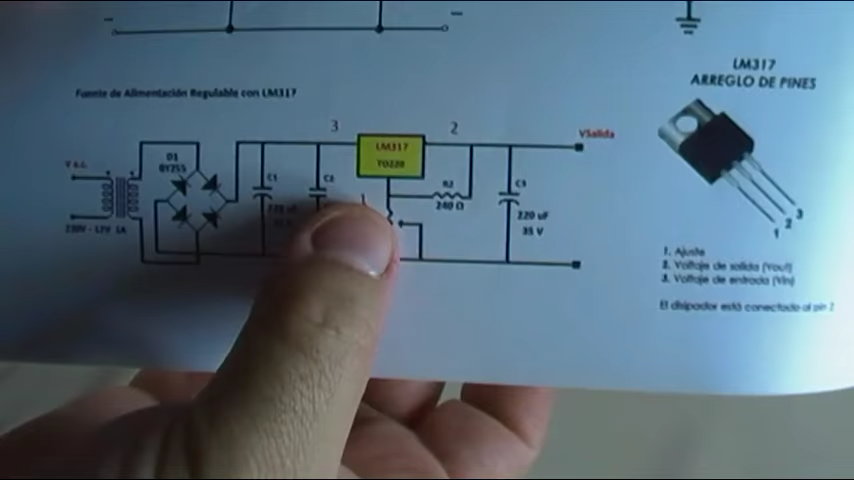 LM317
ARREGLO DE PINES
Fuente de Alimentación Regulable con LM317
3
2
VSalida
LM317
TO220
D1
BY255
C1
C2
R2
240 Ω
C3
220 uF
35 V
V a.c.
230V - 12V 1A
1
2
3
1. Ajuste
2. Voltaje de salida (Vout)
3. Voltaje de entrada (Vin)
El disipador está conectado al pin 2